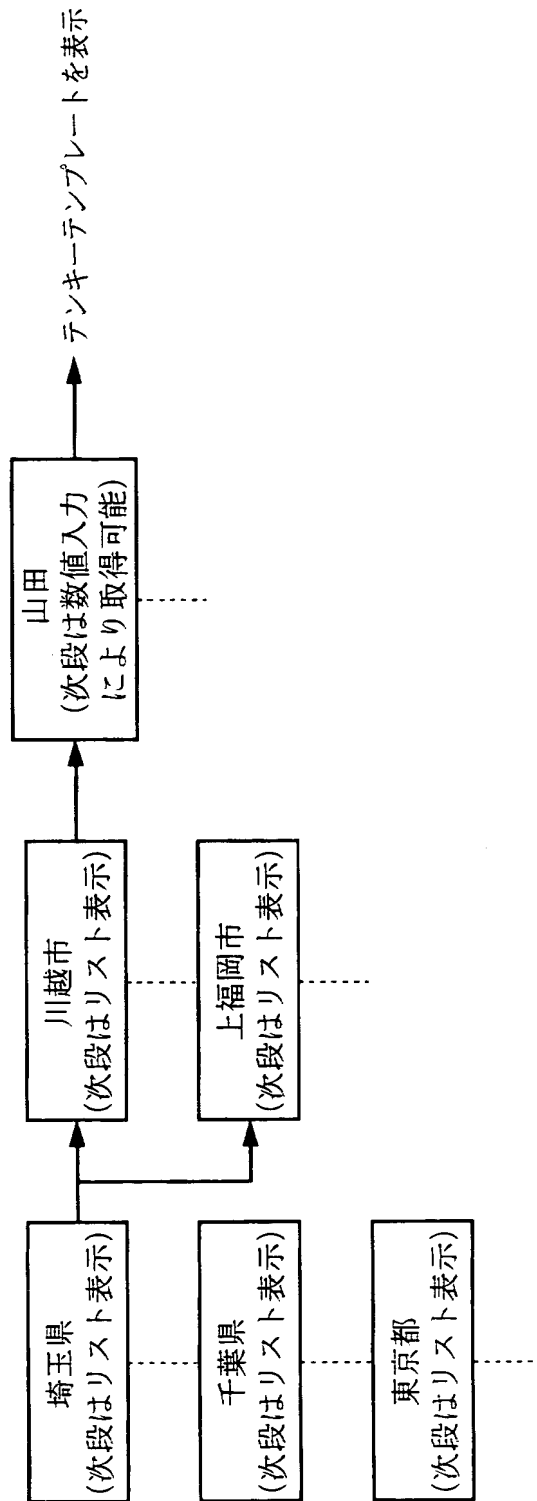 埼玉県
(次段はリスト表示)
千葉県
(次段はリスト表示)
東京都
(次段はリスト表示)
川越市
(次段はリスト表示)
上福岡市
(次段はリスト表示)
山田
(次段は数値入力
により取得可能)
テンキーテンプレートを表示